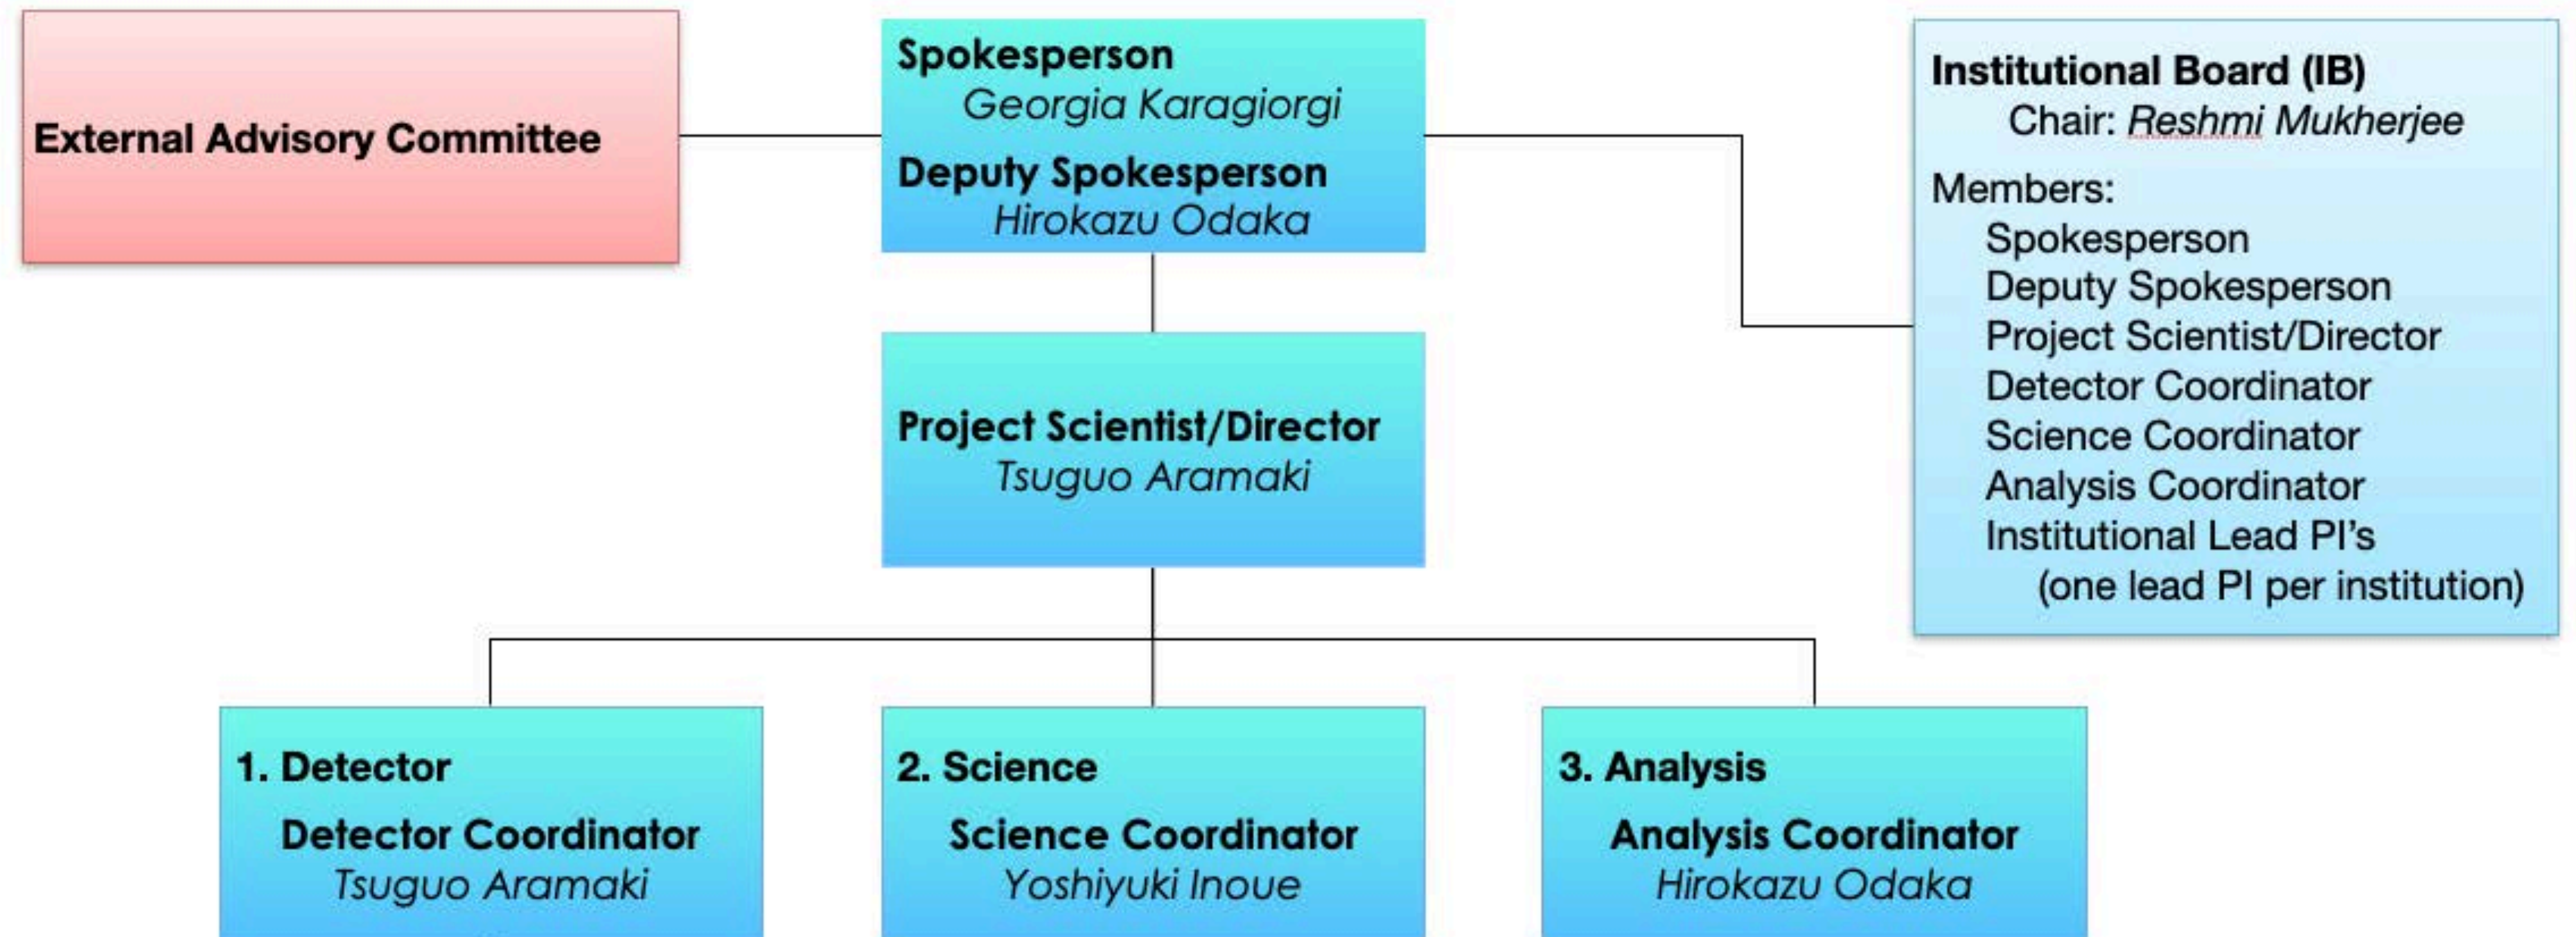 External Advisory Committee
Spokesperson
Georgia Karagiorgi
Deputy Spokesperson
Hirokazu Odaka
Institutional Board (IB)
Chair: Reshmi Mukherjee
Members:
Spokesperson
Deputy Spokesperson
Project Scientist/Director
Detector Coordinator
Science Coordinator
Analysis Coordinator
Institutional Lead PI's
(one lead PI per institution)
Project Scientist/Director
Tsuguo Aramaki
1. Detector
Detector Coordinator
Tsuguo Aramaki
2. Science
Science Coordinator
Yoshiyuki Inoue
3. Analysis
Analysis Coordinator
Hirokazu Odaka